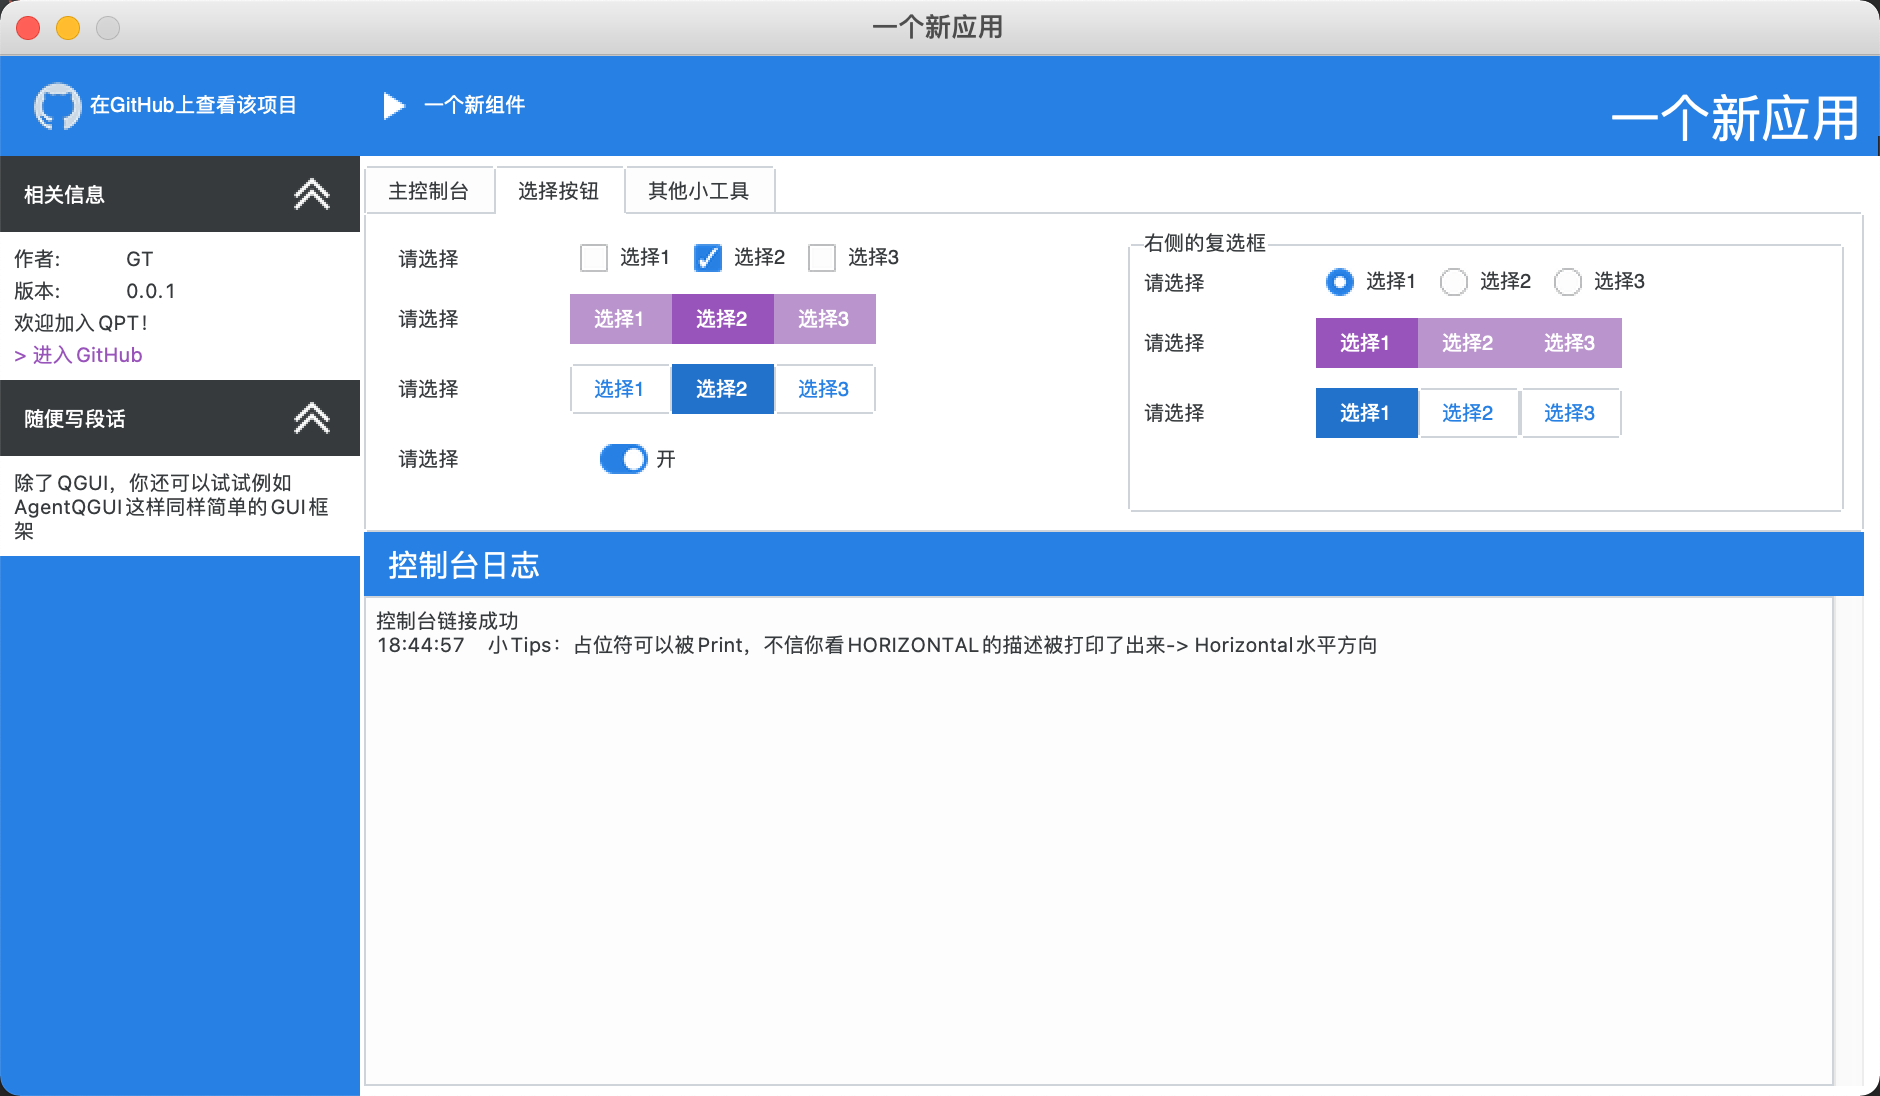 一个新应用
在GitHub上查看该项目
一个新组件
一个新应用
相关信息
作者: GT
版本: 0.0.1
欢迎加入QPT!
> 进入GitHub
随便写段话
除了QGUI，你还可以试试例如
AgentQGUI这样同样简单的GUI框
架
主控制台 选择按钮 其他小工具
请选择 选择1 选择2 选择3
请选择 选择1 选择2 选择3
请选择 选择1 选择2 选择3
请选择 开
右侧的复选框
请选择 选择1 选择2 选择3
请选择 选择1 选择2 选择3
请选择 选择1 选择2 选择3
控制台日志
控制台链接成功
18:44:57 小Tips：占位符可以被Print，不信你看HORIZONTAL的描述被打印了出来-> Horizontal水平方向